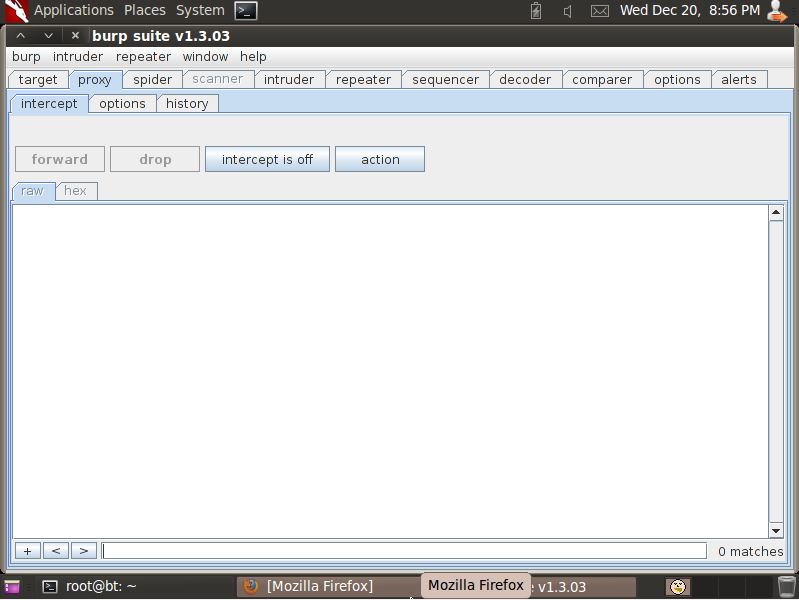 Applications Places System Wed Dec 20, 8:56 PM
burp suite v1.3.03
burp intruder repeater window help
target proxy spider scanner intruder repeater sequencer decoder comparer options alerts
intercept options history
forward drop intercept is off action
raw hex
+ < > 0 matches
root@bt: ~ [Mozilla Firefox] Mozilla Firefox e v1.3.03